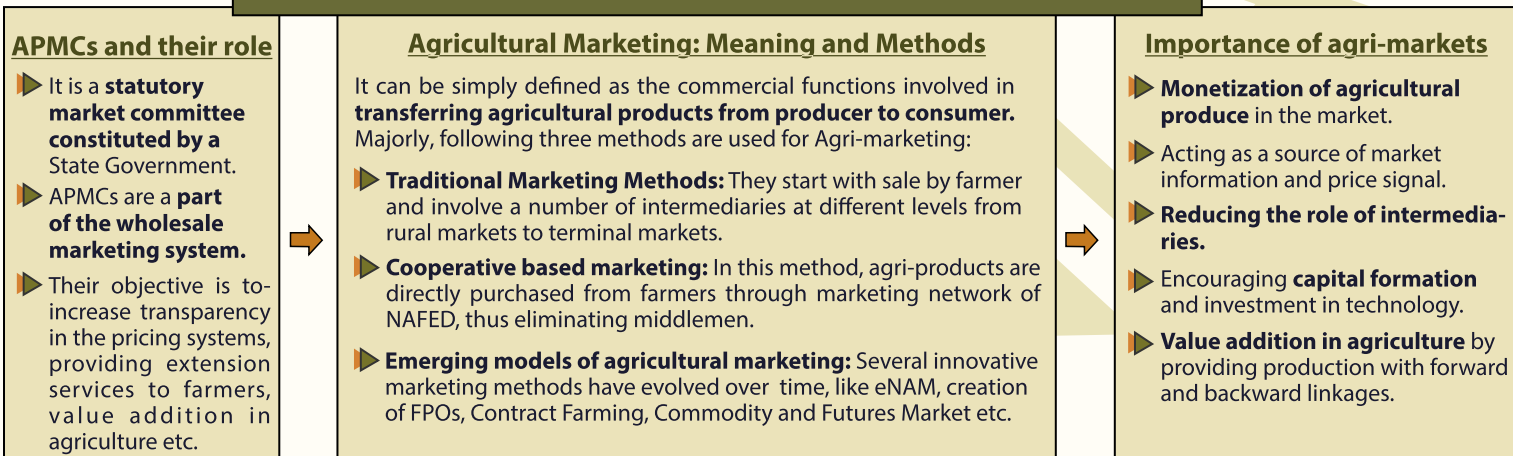 APMCs and their role
It is a statutory
market committee
constituted by a
State Government.
APMCs are a part
of the wholesale
marketing system.
Their objective is to-
increase transparency
in the pricing systems,
providing extension
services to farmers,
value addition in
agriculture etc.
Agricultural Marketing: Meaning and Methods
It can be simply defined as the commercial functions involved in
transferring agricultural products from producer to consumer.
Majorly, following three methods are used for Agri-marketing:
Traditional Marketing Methods: They start with sale by farmer
and involve a number of intermediaries at different levels from
rural markets to terminal markets.
Cooperative based marketing: In this method, agri-products are
directly purchased from farmers through marketing network of
NAFED, thus eliminating middlemen.
Emerging models of agricultural marketing: Several innovative
marketing methods have evolved over time, like eNAM, creation
of FPOs, Contract Farming, Commodity and Futures Market etc.
Importance of agri-markets
Monetization of agricultural
produce in the market.
Acting as a source of market
information and price signal.
Reducing the role of intermedia-
ries.
Encouraging capital formation
and investment in technology.
Value addition in agriculture by
providing production with forward
and backward linkages.